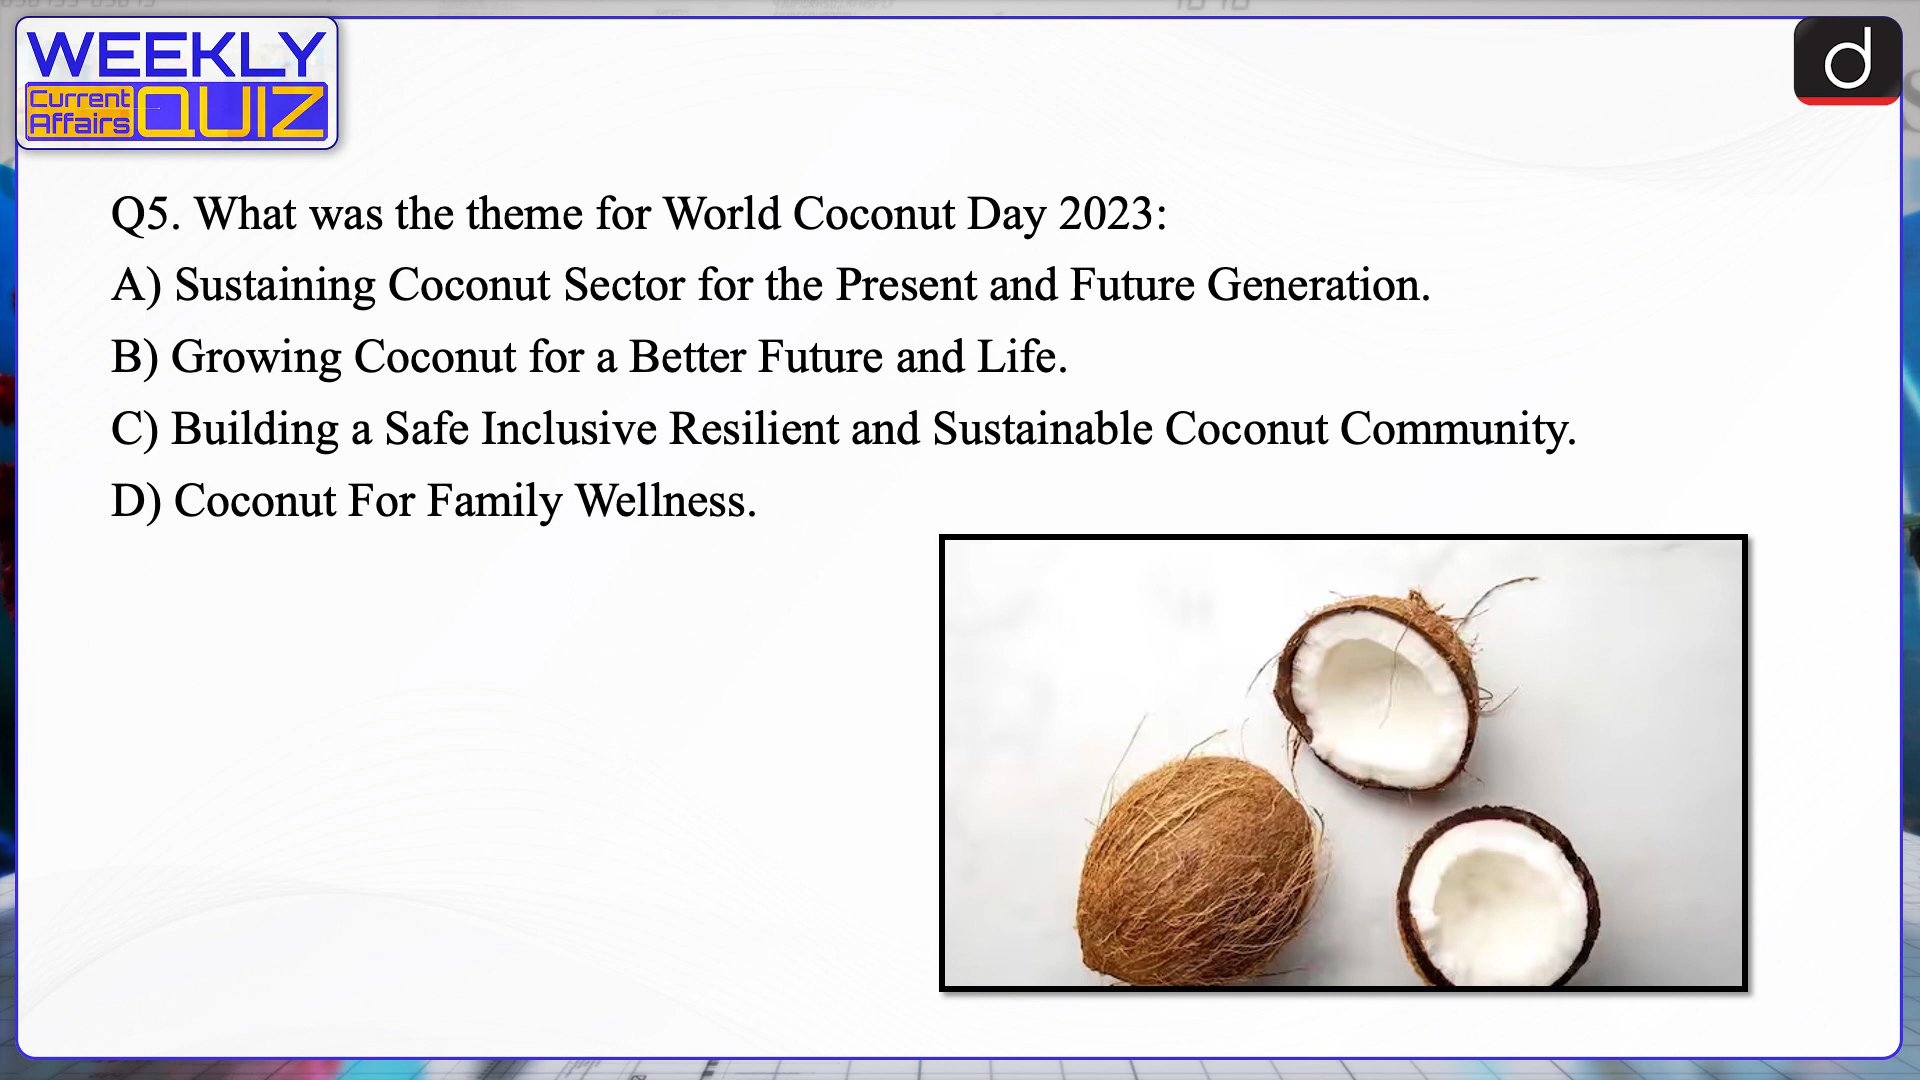 WEEKLY
Current
Affairs
QUIZ
d
Q5. What was the theme for World Coconut Day 2023:
A) Sustaining Coconut Sector for the Present and Future Generation.
B) Growing Coconut for a Better Future and Life.
C) Building a Safe Inclusive Resilient and Sustainable Coconut Community.
D) Coconut For Family Wellness.